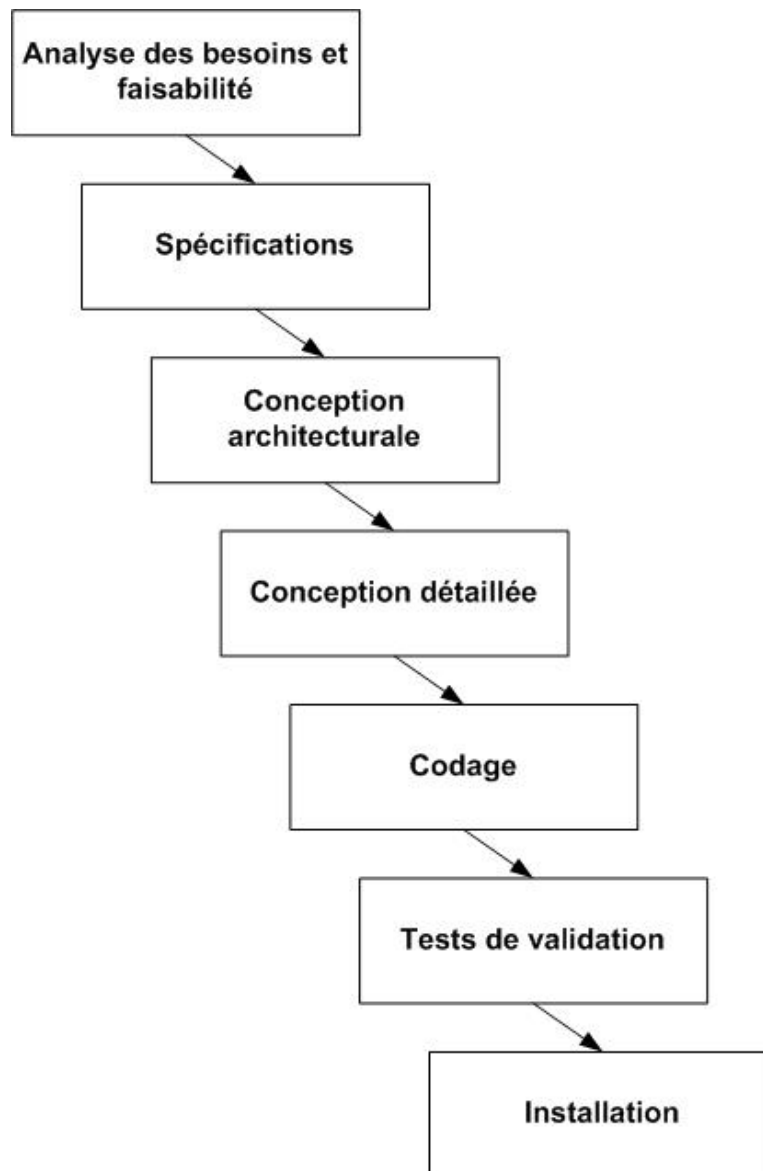 Analyse des besoins et
faisabilité
Spécifications
Conception
architecturale
Conception détaillée
Codage
Tests de validation
Installation